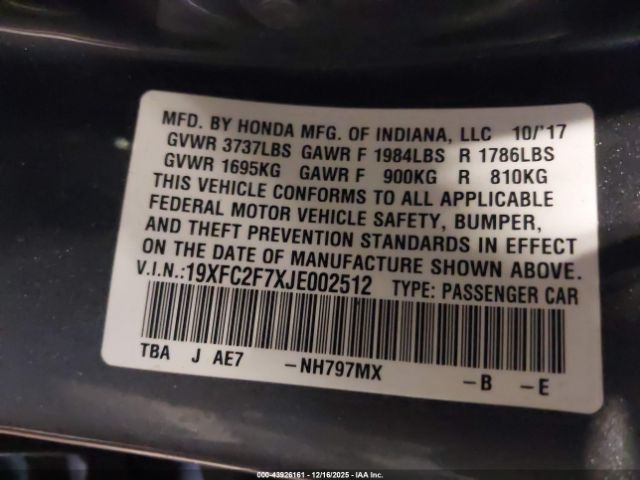 MFD. BY HONDA MFG. OF INDIANA, LLC 10/'17
GVWR 3737LBS GAWR F 1984LBS R 1786LBS
GVWR 1695KG GAWR F 900KG R 810KG
THIS VEHICLE CONFORMS TO ALL APPLICABLE
FEDERAL MOTOR VEHICLE SAFETY, BUMPER,
AND THEFT PREVENTION STANDARDS IN EFFECT
ON THE DATE OF MANUFACTURE SHOWN ABOVE.
V.I.N.:19XFC2F7XJE002512 TYPE: PASSENGER CAR
TBA J AE7 -NH797MX -B -E
000-43926161 - 12/16/2025 - IAA Inc.